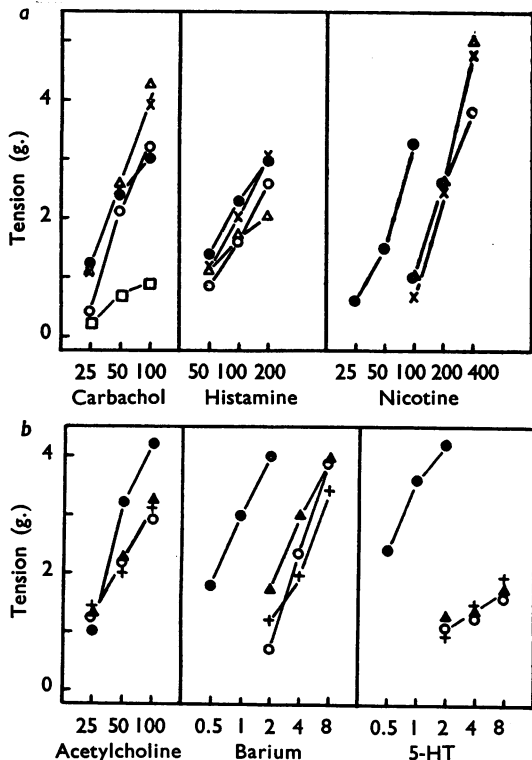 a
4
2
0
Tension (g.)
25 50 100 50 100 200 25 50 100 200 400
Carbachol Histamine Nicotine
b
4
2
0
Tension (g.)
25 50 100 0.5 1 2 4 8 0.5 1 2 4 8
Acetylcholine Barium 5-HT